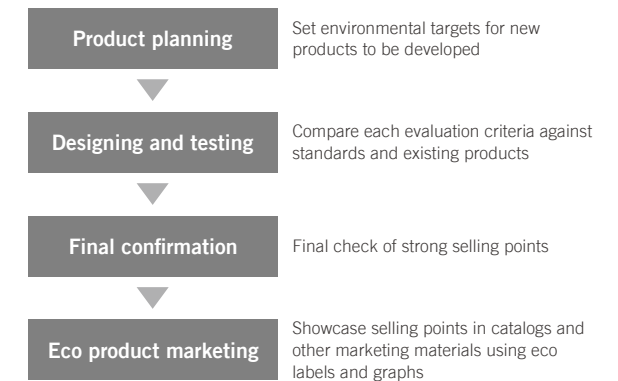 Product planning
Set environmental targets for new
products to be developed
Designing and testing
Compare each evaluation criteria against
standards and existing products
Final confirmation
Final check of strong selling points
Eco product marketing
Showcase selling points in catalogs and
other marketing materials using eco
labels and graphs